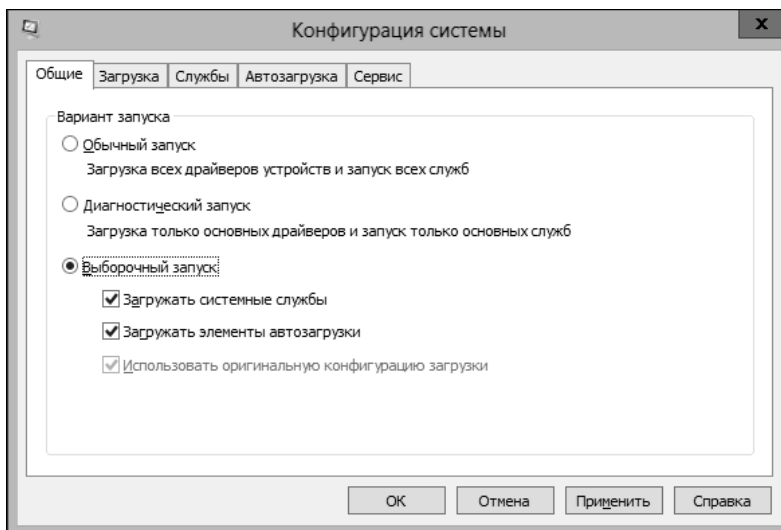 Конфигурация системы
x
Общие Загрузка Службы Автозагрузка Сервис
Вариант запуска
Обычный запуск
Загрузка всех драйверов устройств и запуск всех служб
Диагностический запуск
Загрузка только основных драйверов и запуск только основных служб
Выборочный запуск
Загружать системные службы
Загружать элементы автозагрузки
Использовать оригинальную конфигурацию загрузки
ОК Отмена Применить Справка